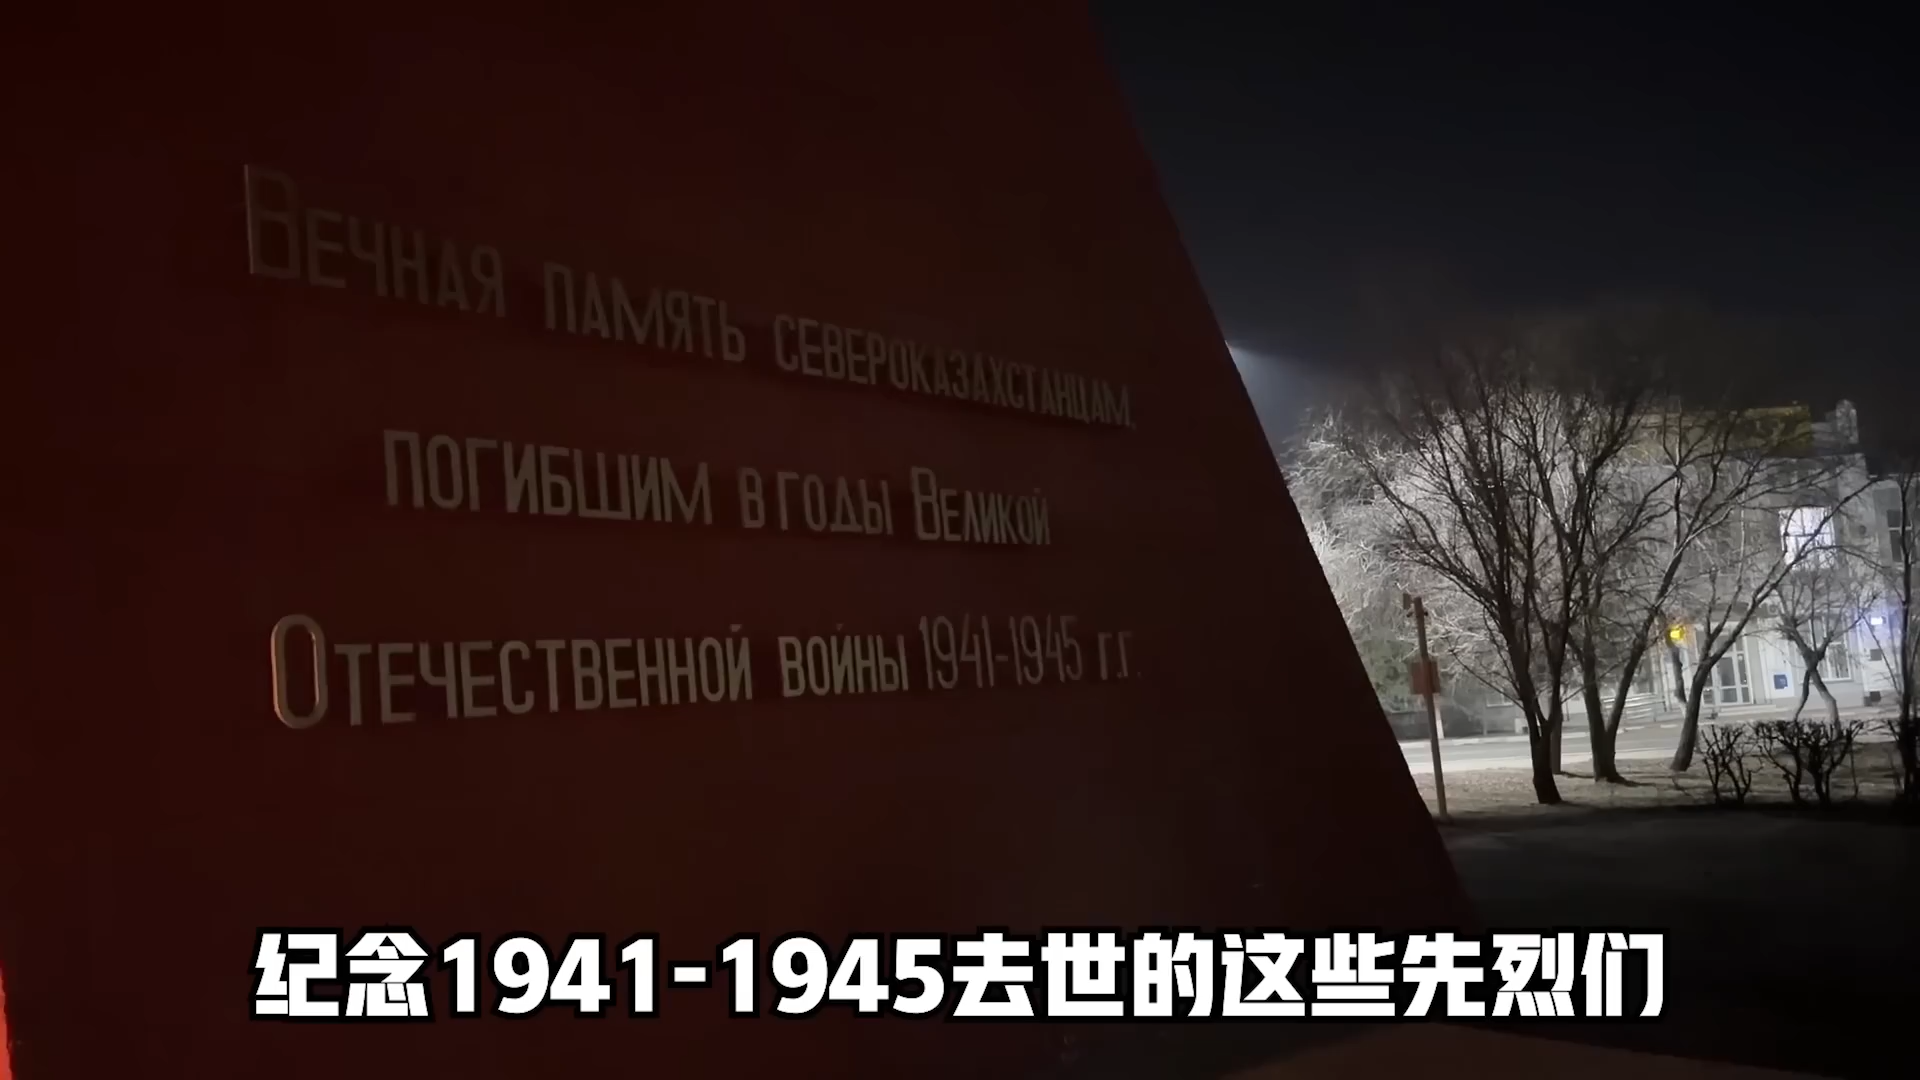 Вечная память североказахстанцам,
погибшим в годы Великой
Отечественной войны 1941-1945 г.г.
纪念1941-1945去世的这些先烈们